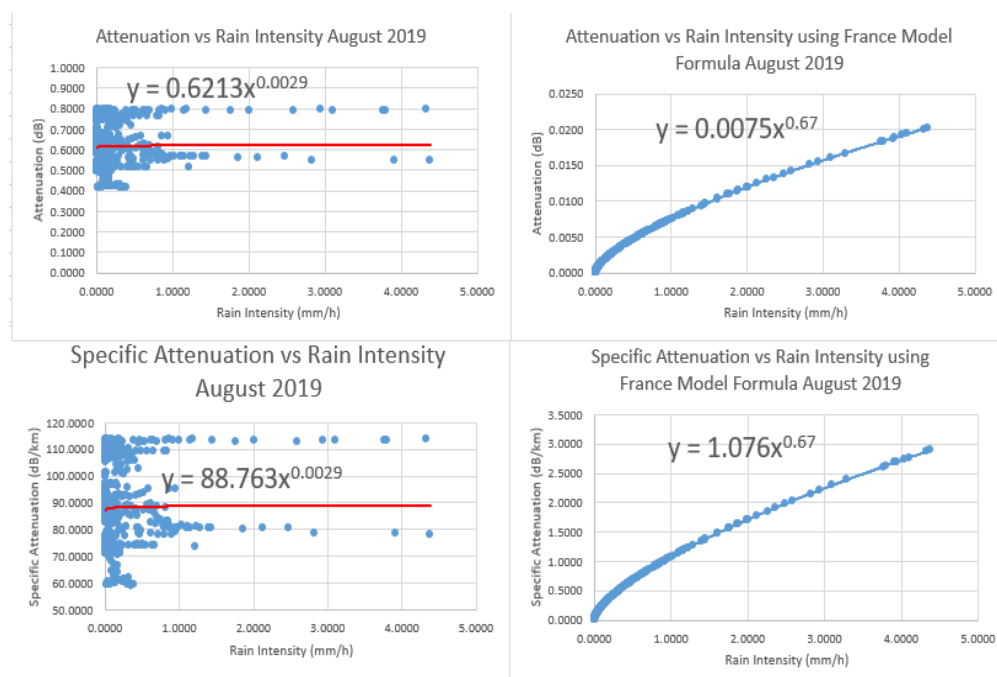 Attenuation vs Rain Intensity August 2019
y = 0.6213x^0.0029
1.0000
0.9000
0.8000
0.7000
0.6000
0.5000
0.4000
0.3000
0.2000
0.1000
0.0000
Attenuation (dB)
0.0000 1.0000 2.0000 3.0000 4.0000 5.0000
Rain Intensity (mm/h)
Attenuation vs Rain Intensity using France Model
Formula August 2019
y = 0.0075x^0.67
0.0250
0.0200
0.0150
0.0100
0.0050
0.0000
Attenuation (dB)
0.0000 1.0000 2.0000 3.0000 4.0000 5.0000
Rain Intensity (mm/h)
Specific Attenuation vs Rain Intensity
August 2019
y = 88.763x^0.0029
120.0000
110.0000
100.0000
90.0000
80.0000
70.0000
60.0000
50.0000
Specific Attenuation (dB/km)
0.0000 1.0000 2.0000 3.0000 4.0000 5.0000
Rain Intensity (mm/h)
Specific Attenuation vs Rain Intensity using
France Model Formula August 2019
y = 1.076x^0.67
3.5000
3.0000
2.5000
2.0000
1.5000
1.0000
0.5000
0.0000
Specific Attenuation (dB/km)
0.0000 1.0000 2.0000 3.0000 4.0000 5.0000
Rain Intensity (mm/h)